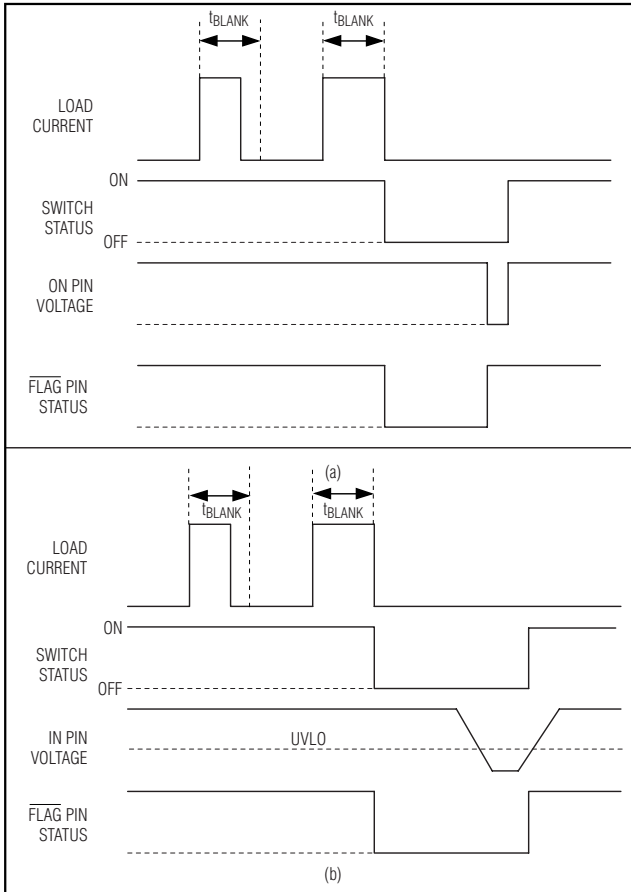 tBLANK tBLANK
LOAD
CURRENT
ON
SWITCH
STATUS
OFF
ON PIN
VOLTAGE
FLAG PIN
STATUS
(a)
tBLANK tBLANK
LOAD
CURRENT
ON
SWITCH
STATUS
OFF
IN PIN
VOLTAGE
UVLO
FLAG PIN
STATUS
(b)